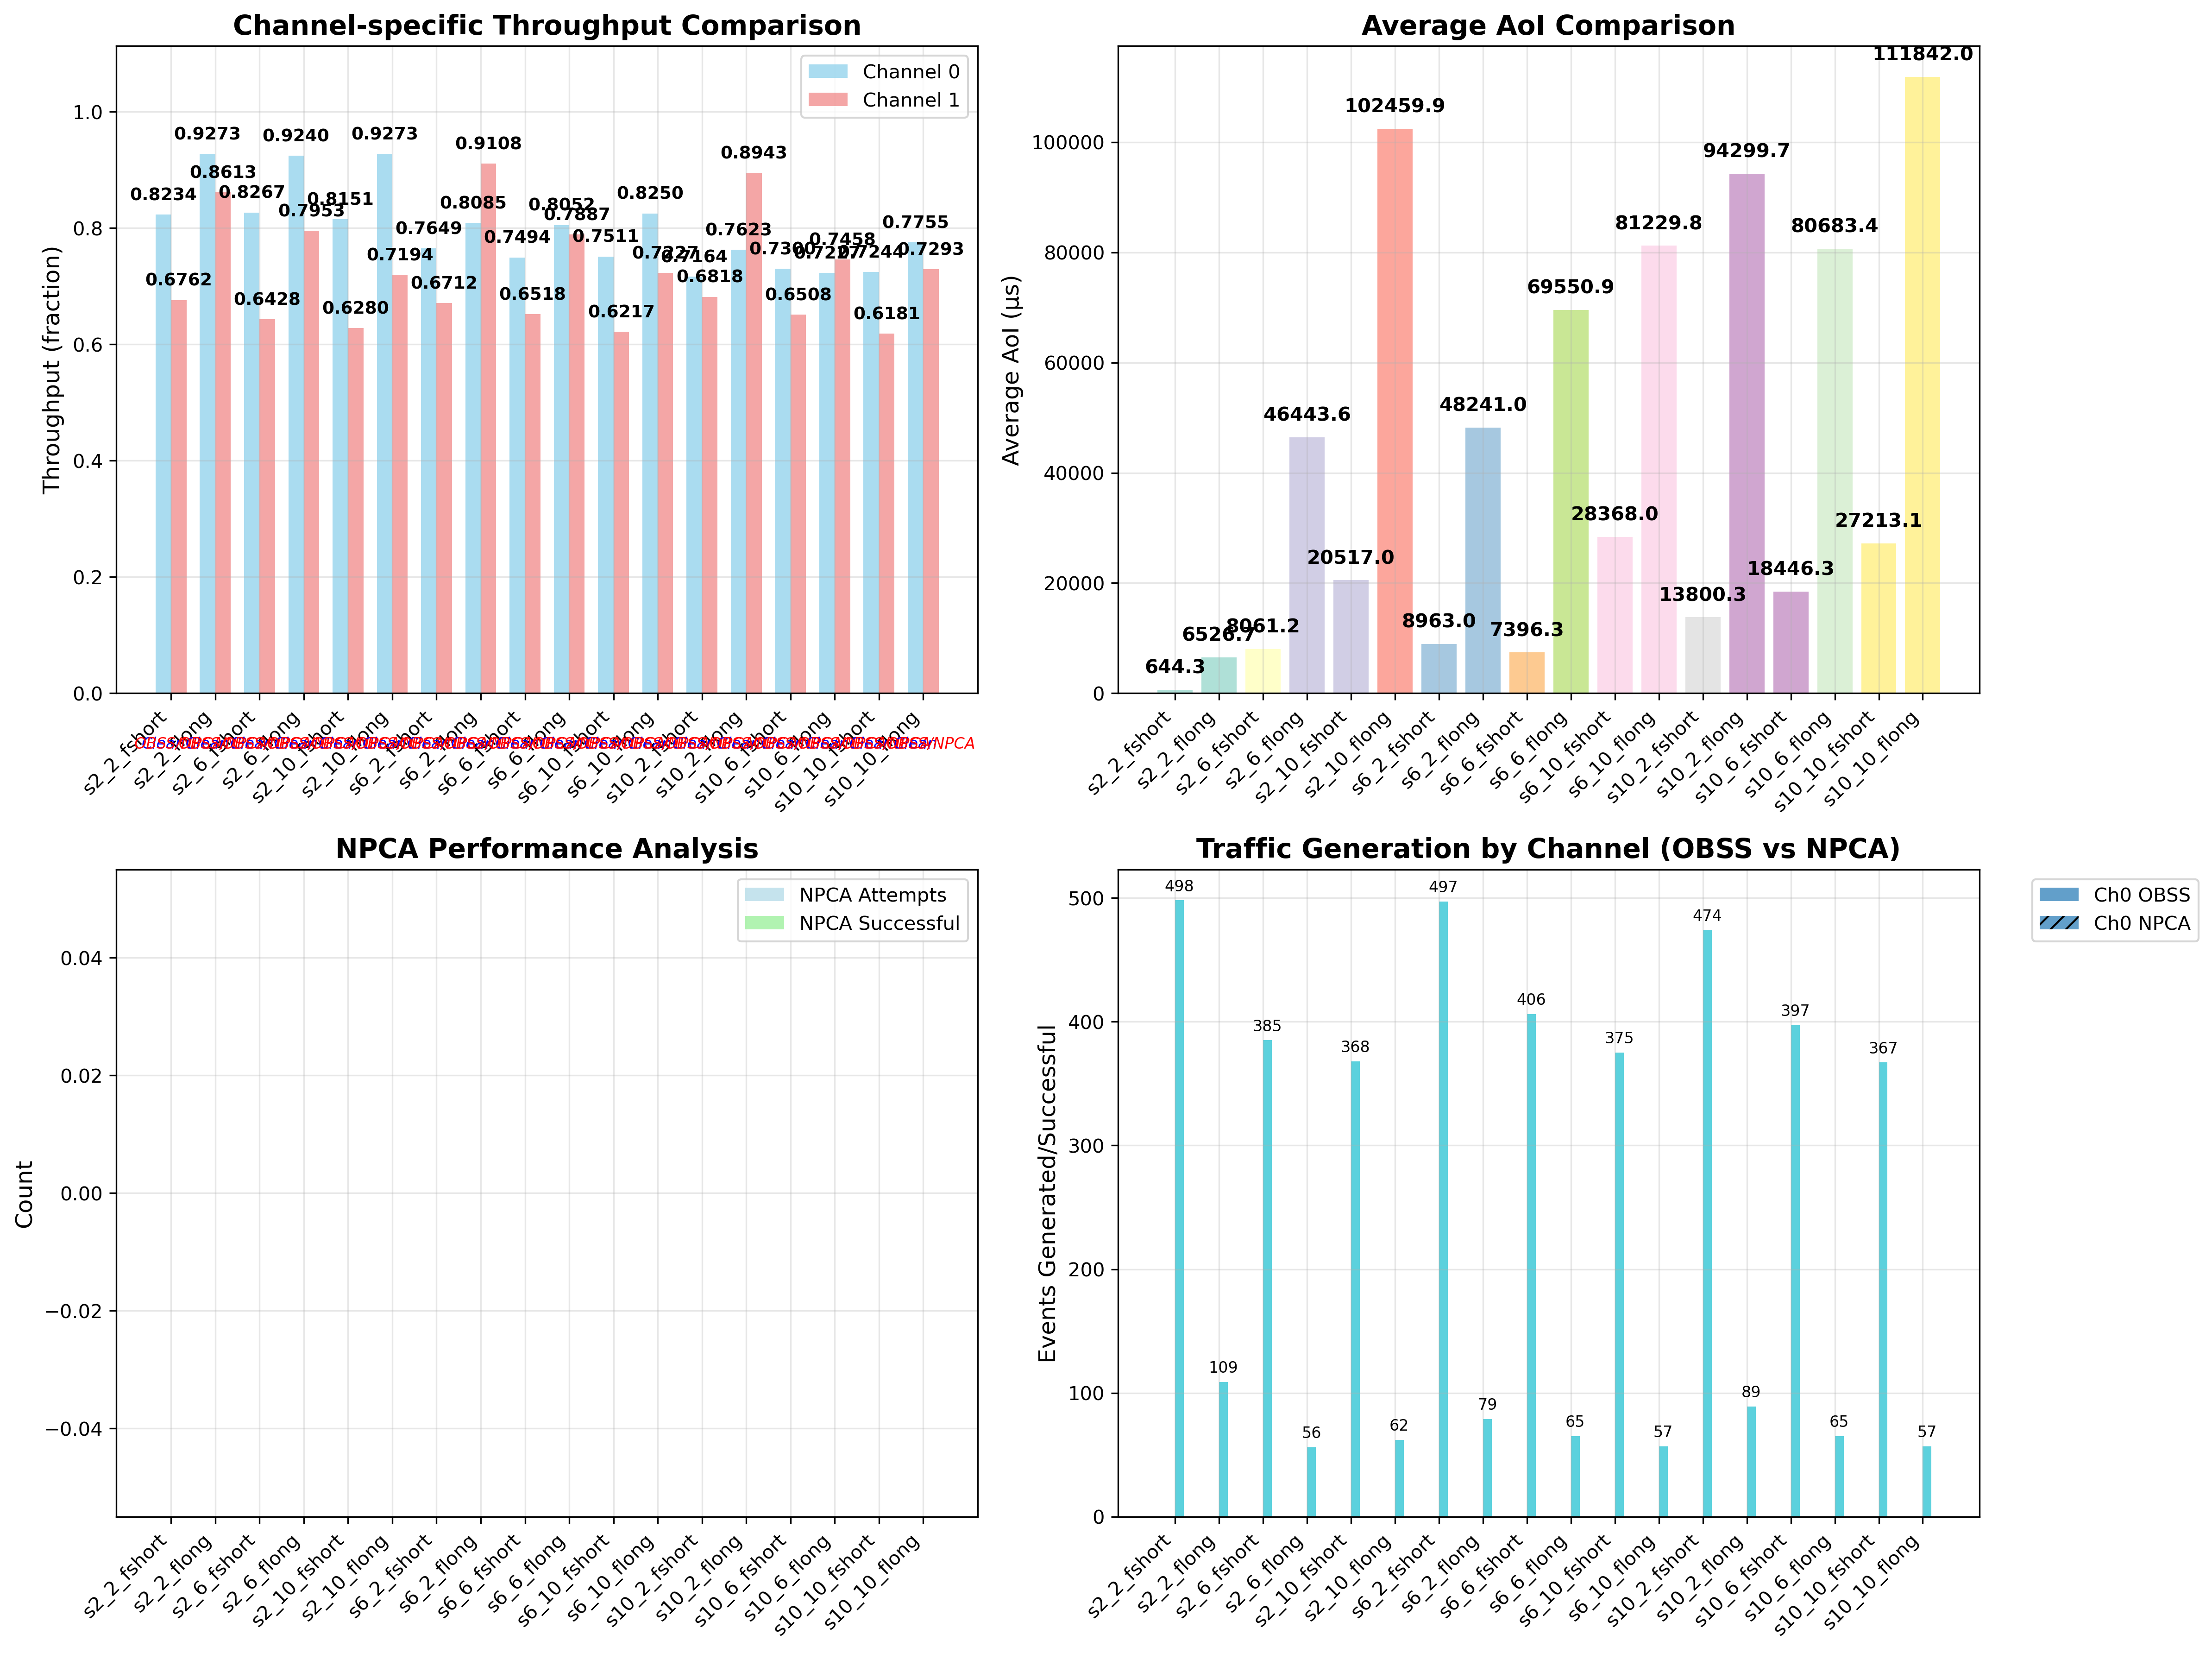 Channel-specific Throughput Comparison
Throughput (fraction)
1.0
0.8
0.6
0.4
0.2
0.0
Channel 0
Channel 1
0.8234
0.6762
0.9273
0.8613
0.8267
0.6428
0.9240
0.7953
0.8151
0.6280
0.9273
0.7194
0.7649
0.6712
0.8085
0.9108
0.7494
0.6518
0.8052
0.7887
0.7511
0.6217
0.8250
0.7227
0.7164
0.6818
0.7623
0.8943
0.7300
0.6508
0.7227
0.7458
0.7244
0.6181
0.7755
0.7293
s2_2_fshort
s2_2_flong
s2_6_fshort
s2_6_flong
s2_10_fshort
s2_10_flong
s6_2_fshort
s6_2_flong
s6_6_fshort
s6_6_flong
s6_10_fshort
s6_10_flong
s10_2_fshort
s10_2_flong
s10_6_fshort
s10_6_flong
s10_10_fshort
s10_10_flong
NPCA
Average AoI Comparison
Average AoI (µs)
100000
80000
60000
40000
20000
0
644.3
6526.7
8061.2
46443.6
20517.0
102459.9
8963.0
48241.0
7396.3
69550.9
28368.0
81229.8
13800.3
94299.7
18446.3
80683.4
27213.1
111842.0
s2_2_fshort
s2_2_flong
s2_6_fshort
s2_6_flong
s2_10_fshort
s2_10_flong
s6_2_fshort
s6_2_flong
s6_6_fshort
s6_6_flong
s6_10_fshort
s6_10_flong
s10_2_fshort
s10_2_flong
s10_6_fshort
s10_6_flong
s10_10_fshort
s10_10_flong
NPCA Performance Analysis
Count
0.04
0.02
0.00
−0.02
−0.04
NPCA Attempts
NPCA Successful
s2_2_fshort
s2_2_flong
s2_6_fshort
s2_6_flong
s2_10_fshort
s2_10_flong
s6_2_fshort
s6_2_flong
s6_6_fshort
s6_6_flong
s6_10_fshort
s6_10_flong
s10_2_fshort
s10_2_flong
s10_6_fshort
s10_6_flong
s10_10_fshort
s10_10_flong
Traffic Generation by Channel (OBSS vs NPCA)
Events Generated/Successful
500
400
300
200
100
0
498
109
385
56
368
62
497
79
406
65
375
57
474
89
397
65
367
57
Ch0 OBSS
Ch0 NPCA
s2_2_fshort
s2_2_flong
s2_6_fshort
s2_6_flong
s2_10_fshort
s2_10_flong
s6_2_fshort
s6_2_flong
s6_6_fshort
s6_6_flong
s6_10_fshort
s6_10_flong
s10_2_fshort
s10_2_flong
s10_6_fshort
s10_6_flong
s10_10_fshort
s10_10_flong